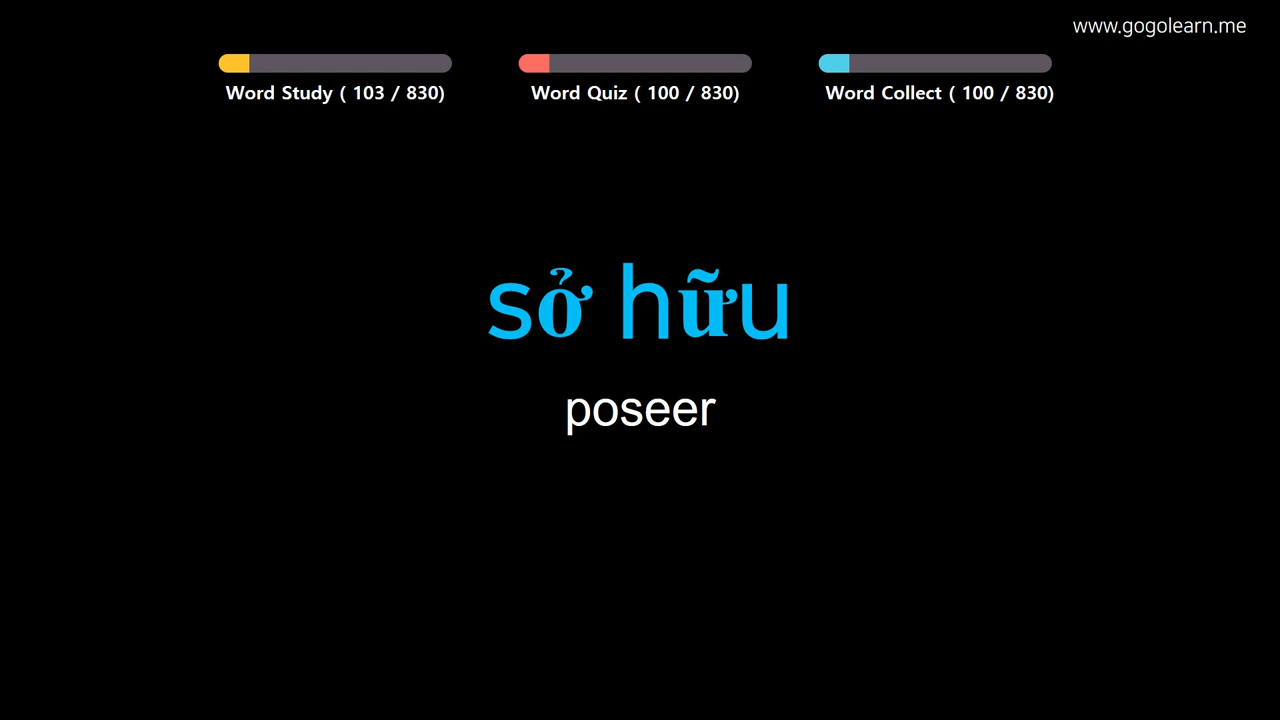 www.gogolearn.me
Word Study ( 103 / 830)
Word Quiz ( 100 / 830)
Word Collect ( 100 / 830)
sở hữu
poseer